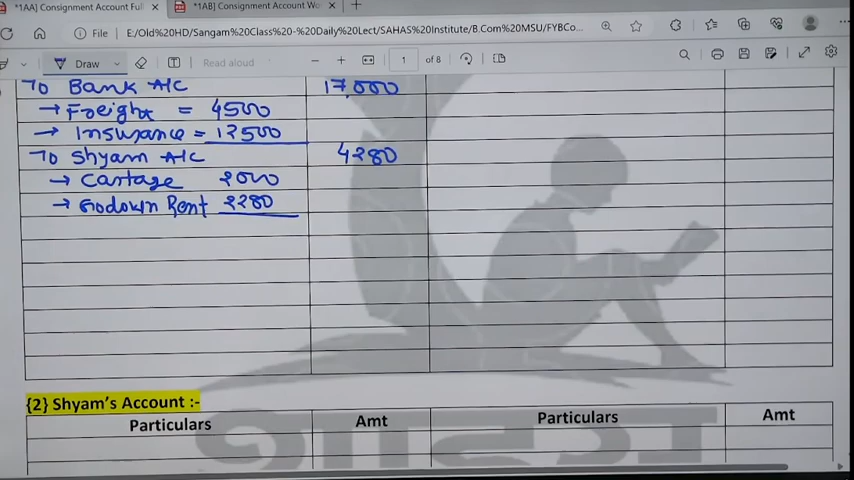 *1AA] Consignment Account Full
*1AB] Consignment Account Wo
File E:/Old%20HD/Sangam%20Class%20-%20Daily%20Lect/SAHAS%20Institute/B.Com%20MSU/FYBCo...
Draw Read aloud 1 of 8
To Bank A/C 17,000
→ Freight = 4500
→ Insurance = 12500
To Shyam A/C 4280
→ Cartage 2000
→ Godown Rent 2280
{2} Shyam's Account :-
Particulars Amt Particulars Amt